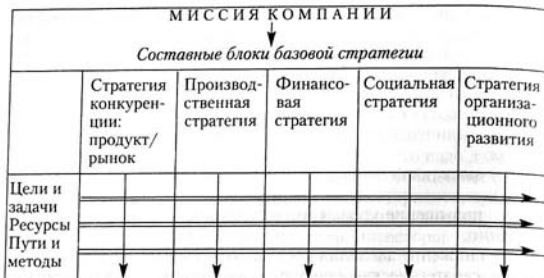 МИССИЯ КОМПАНИИ
Составные блоки базовой стратегии
Стратегия
конкурен-
ции:
продукт/
рынок
Производ-
ственная
стратегия
Финансо-
вая
стратегия
Социальная
стратегия
Стратегия
организа-
ционного
развития
Цели и
задачи
Ресурсы
Пути и
методы